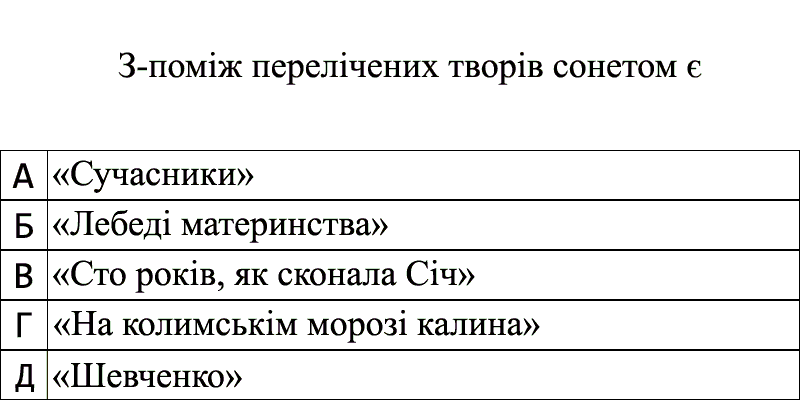 З-поміж перелічених творів сонетом є
А «Сучасники»
Б «Лебеді материнства»
В «Сто років, як сконала Січ»
Г «На колимськім морозі калина»
Д «Шевченко»